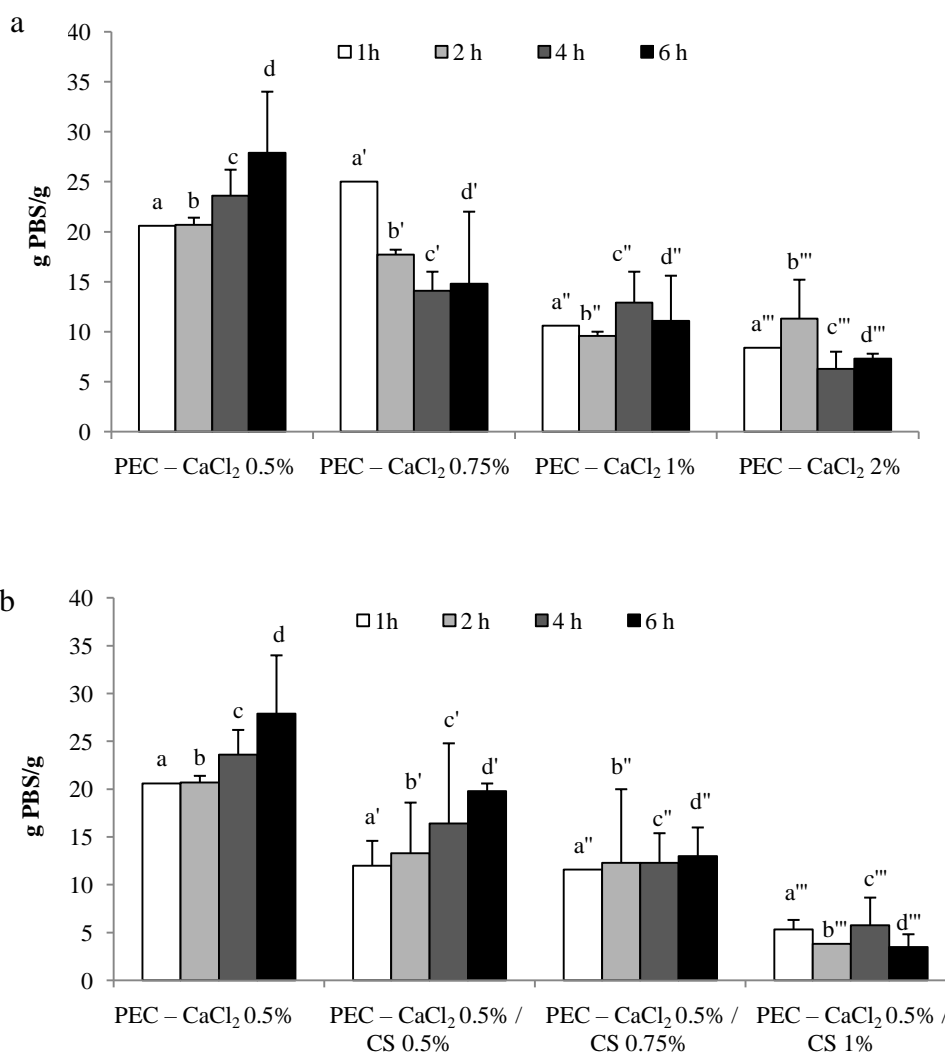 a
40
35
30
25
20
15
10
5
0
g PBS/g
1h 2 h 4 h 6 h
a b c d a' b' c' d' a'' b'' c'' d'' a''' b''' c''' d'''
PEC – CaCl₂ 0.5% PEC – CaCl₂ 0.75% PEC – CaCl₂ 1% PEC – CaCl₂ 2%
b
40
35
30
25
20
15
10
5
0
g PBS/g
1h 2 h 4 h 6 h
a b c d a' b' c' d' a'' b'' c'' d'' a''' b''' c''' d'''
PEC – CaCl₂ 0.5% PEC – CaCl₂ 0.5% / PEC – CaCl₂ 0.5% / PEC – CaCl₂ 0.5% /
CS 0.5% CS 0.75% CS 1%